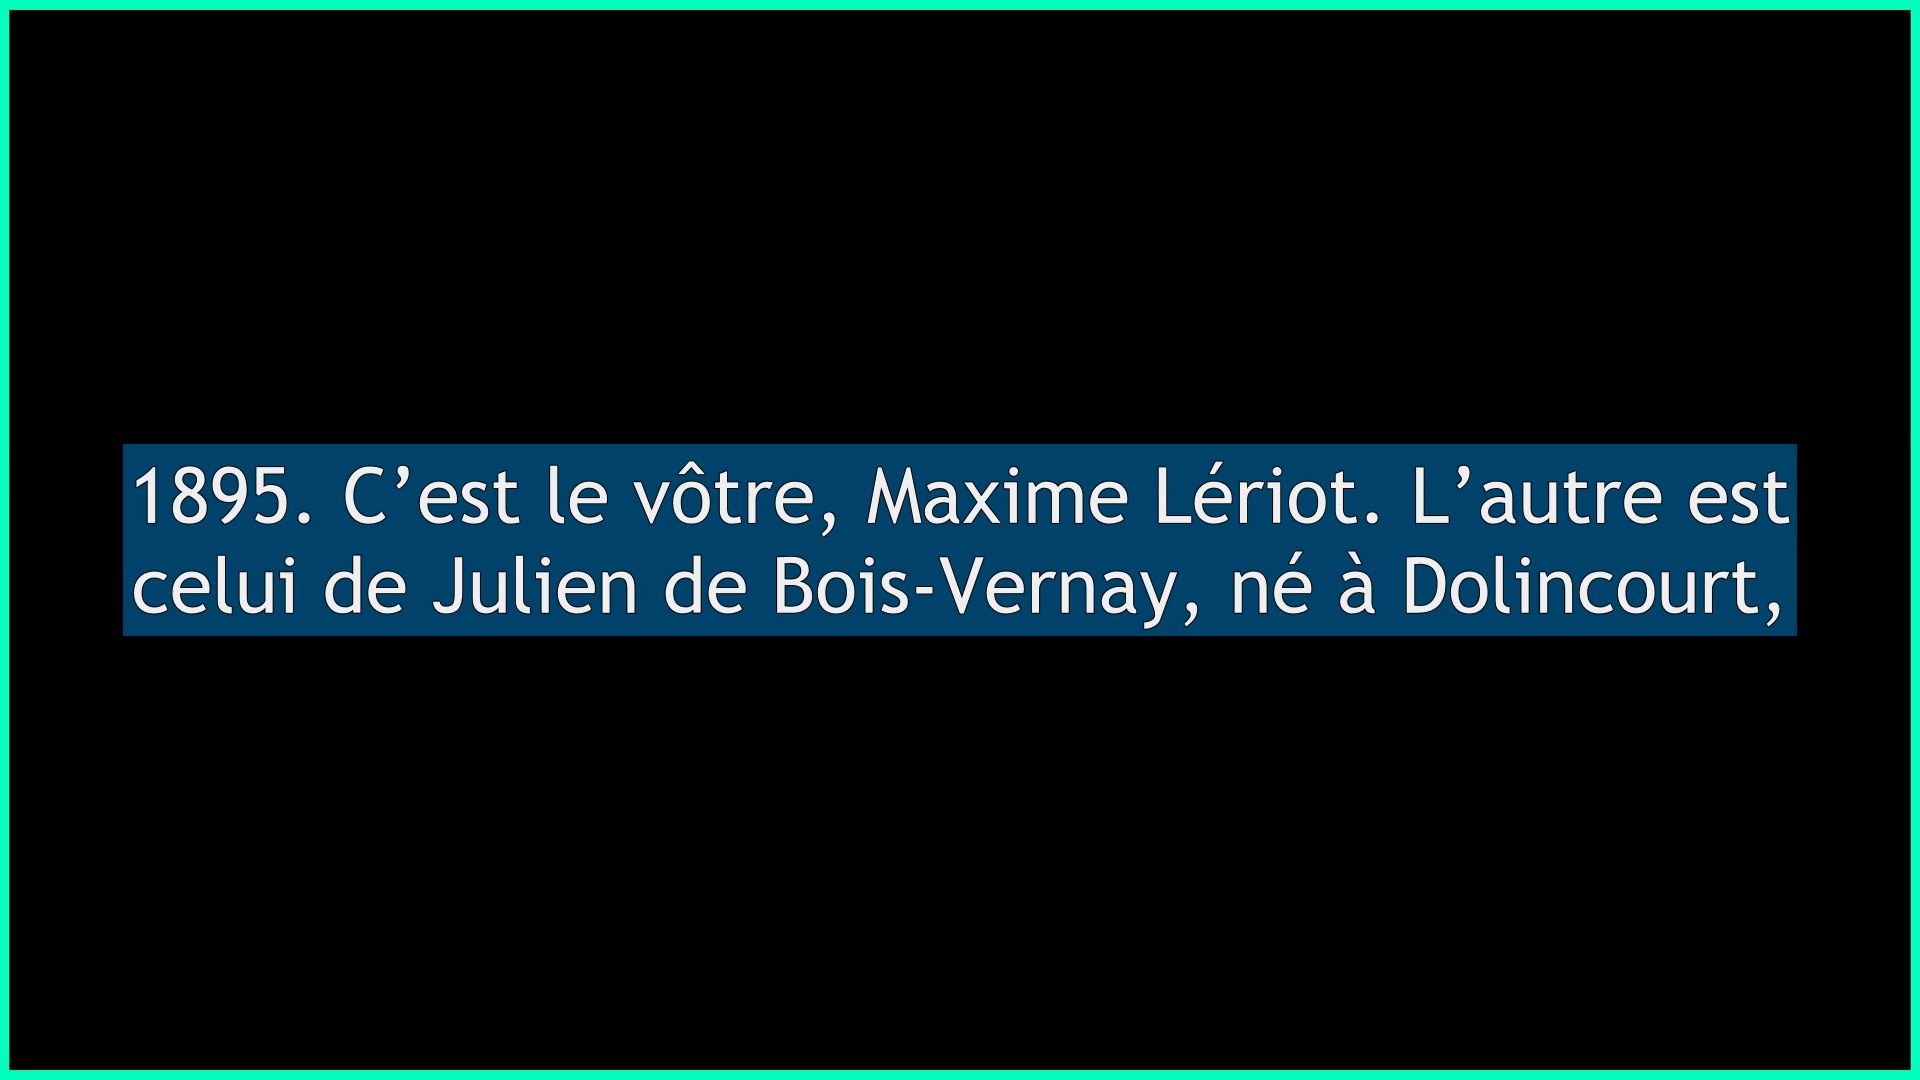 1895. C’est le vôtre, Maxime Lériot. L’autre est
celui de Julien de Bois-Vernay, né à Dolincourt,